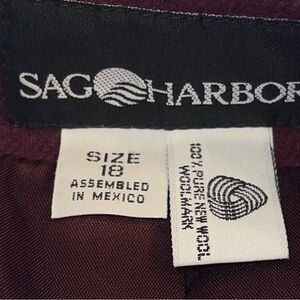 SAG HARBOR
SIZE
18
ASSEMBLED
IN MEXICO
100% PURE NEW WOOL
WOOLMARK